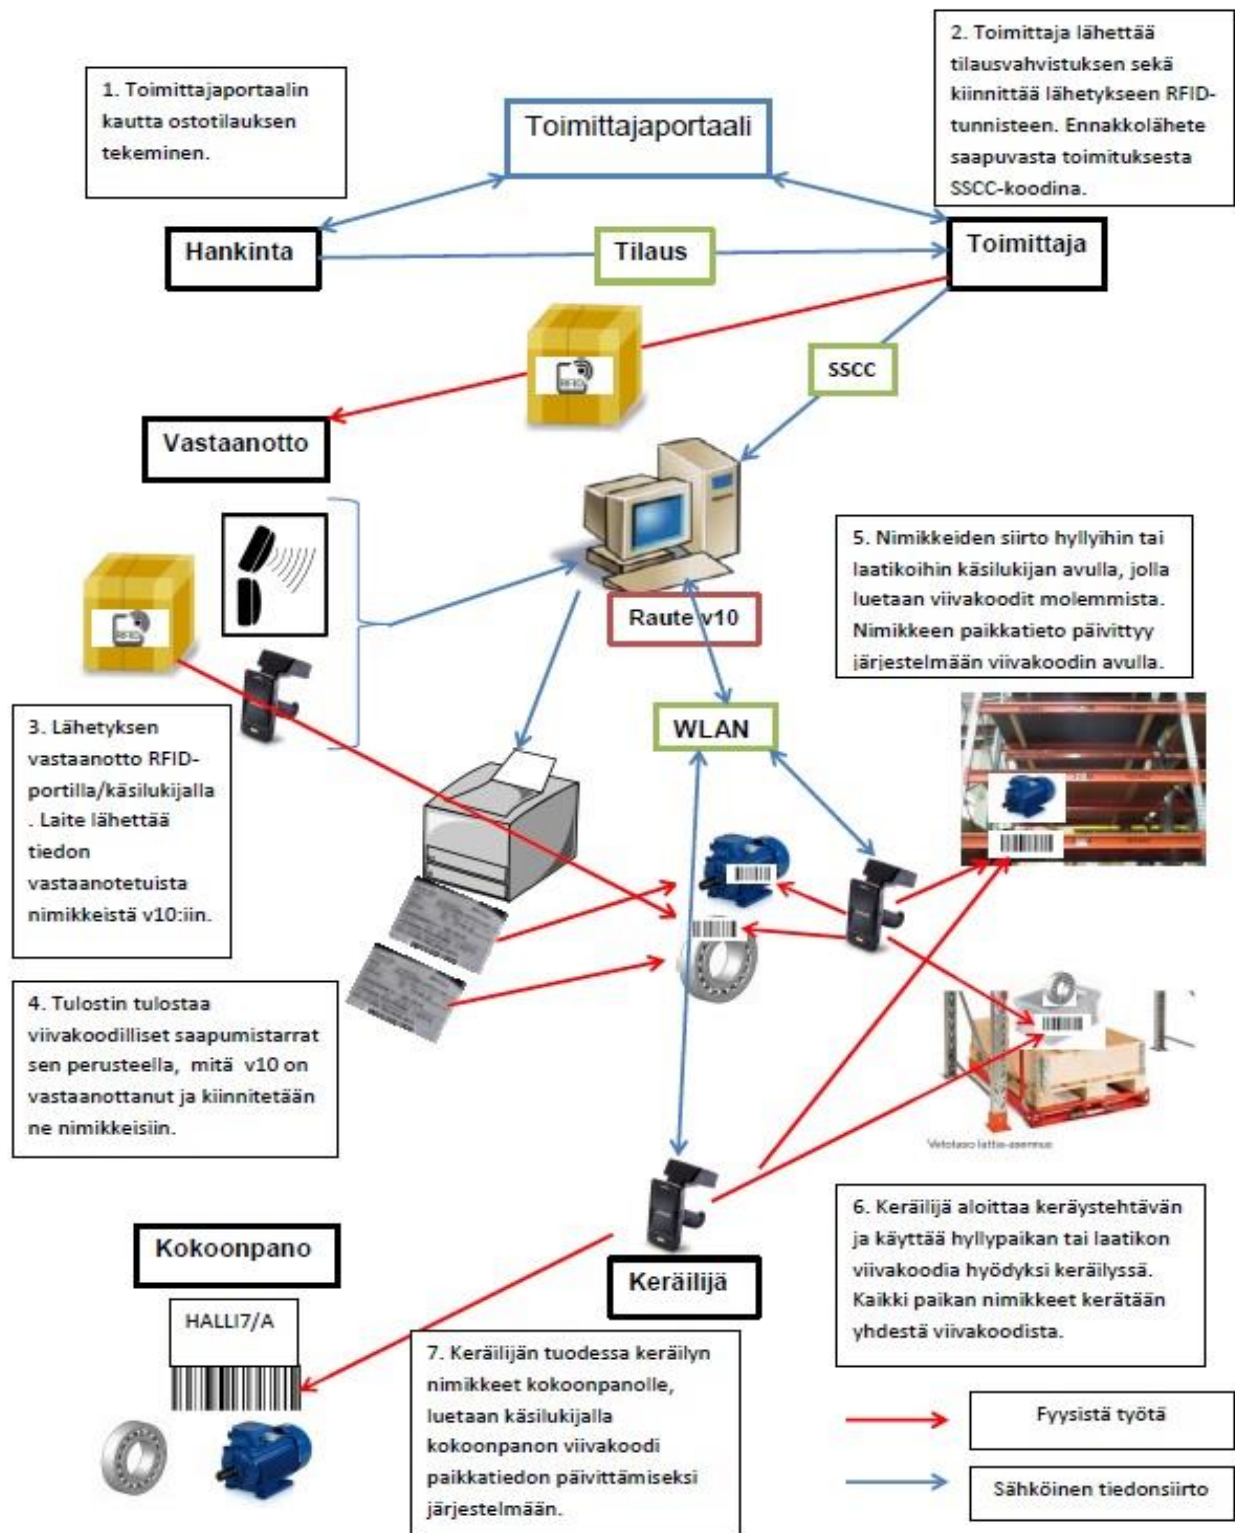 1. Toimittajaportaalin
kautta ostotilauksen
tekeminen.
Toimittajaportaali
2. Toimittaja lähettää
tilausvahvistuksen sekä
kiinnittää lähetykseen RFID-
tunnisteen. Ennakkolähete
saapuvasta toimituksesta
SSCC-koodina.
Hankinta
Tilaus
Toimittaja
RFID
SSCC
Vastaanotto
RFID
Raute v10
5. Nimikkeiden siirto hyllyihin tai
laatikoihin käsilukijan avulla, jolla
luetaan viivakoodit molemmista.
Nimikkeen paikkatieto päivittyy
järjestelmään viivakoodin avulla.
WLAN
3. Lähetyksen
vastaanotto RFID-
portilla/käsilukijalla
. Laite lähettää
tiedon
vastaanotetuista
nimikkeistä v10:iin.
4. Tulostin tulostaa
viivakoodilliset saapumistarrat
sen perusteella, mitä v10 on
vastaanottanut ja kiinnitetään
ne nimikkeisiin.
Vetotaso lattia-asennus
Keräilijä
6. Keräilijä aloittaa keräystehtävän
ja käyttää hyllypaikan tai laatikon
viivakoodia hyödyksi keräilyssä.
Kaikki paikan nimikkeet kerätään
yhdestä viivakoodista.
Kokoonpano
HALLI7/A
7. Keräilijän tuodessa keräilyn
nimikkeet kokoonpanolle,
luetaan käsilukijalla
kokoonpanon viivakoodi
paikkatiedon päivittämiseksi
järjestelmään.
Fyysistä työtä
Sähköinen tiedonsiirto